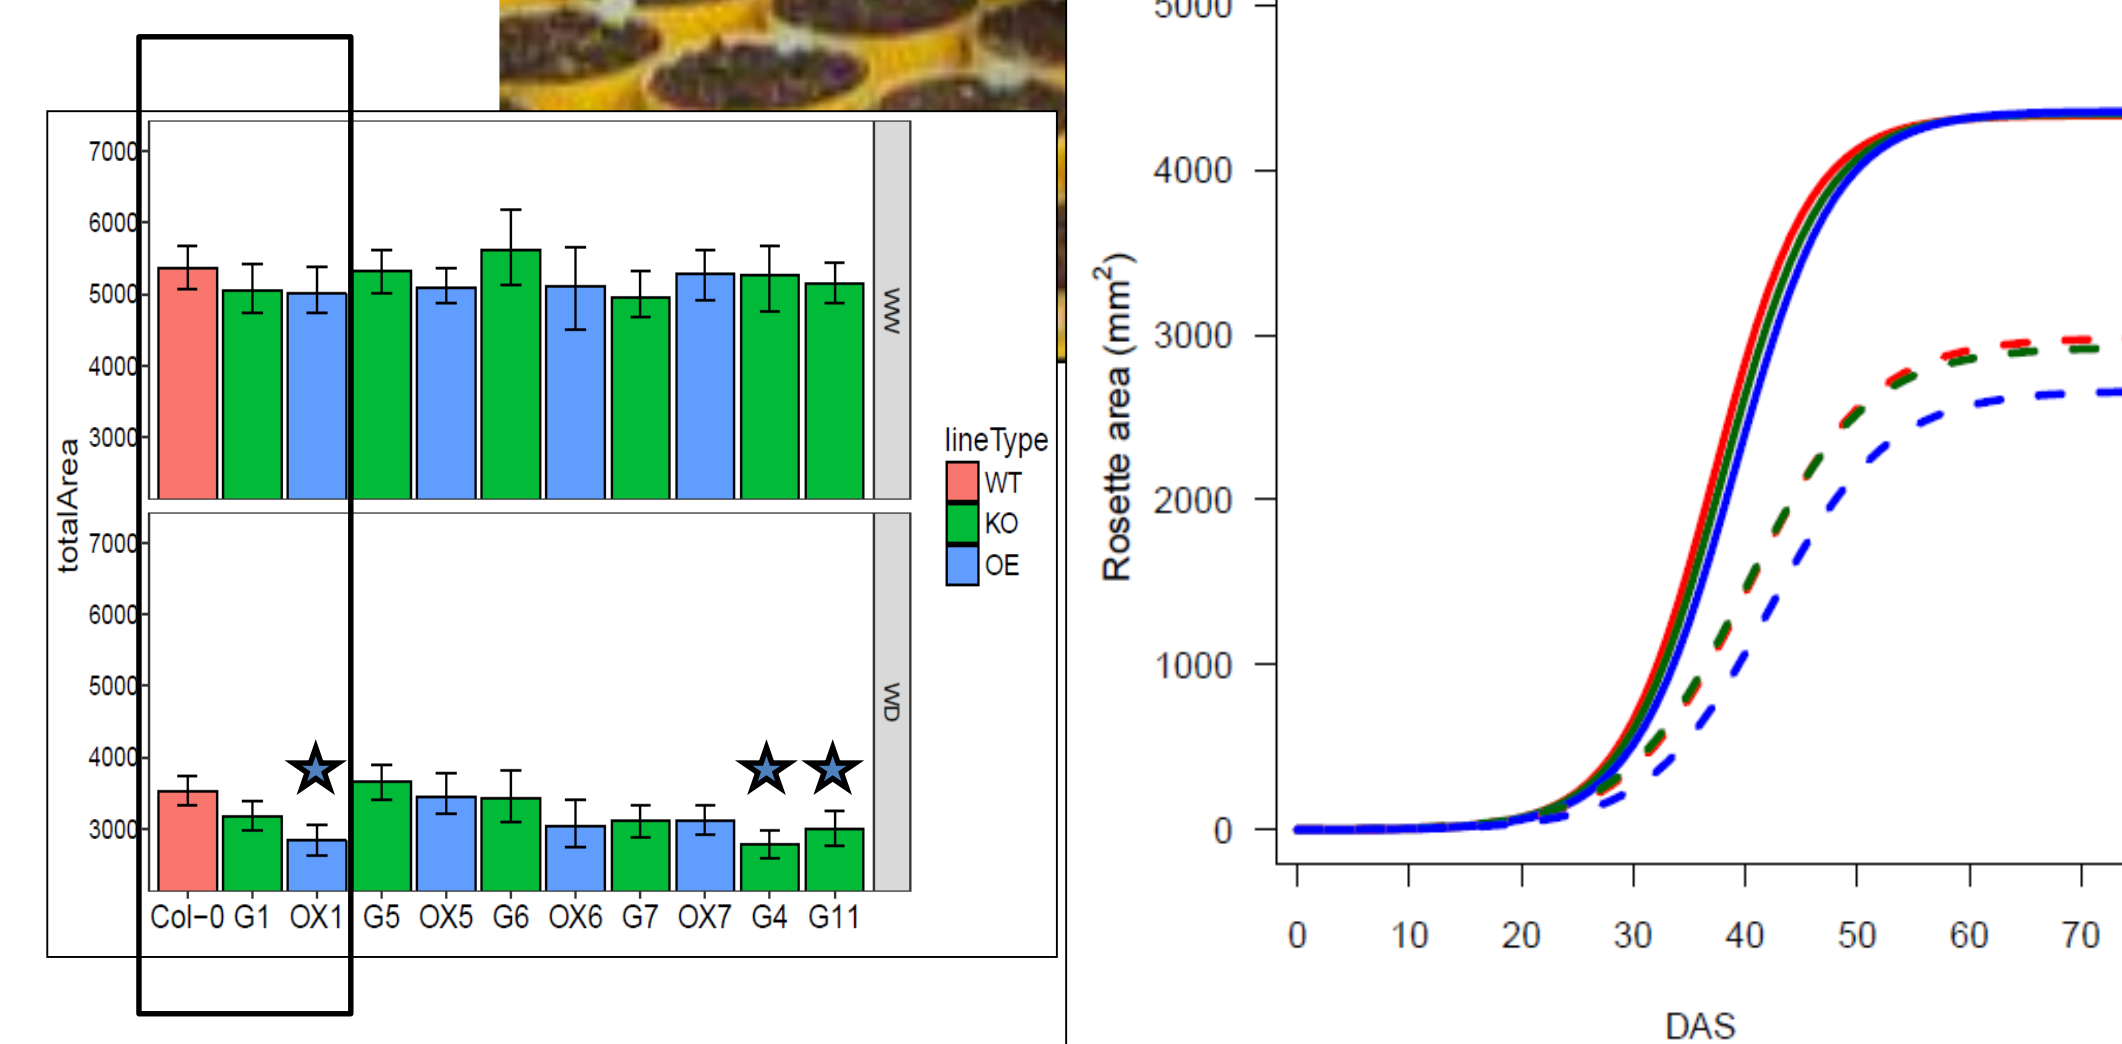 7000
6000
5000
4000
3000
WW
totalArea
7000
6000
5000
4000
3000
WD
Col-0 G1 OX1 G5 OX5 G6 OX6 G7 OX7 G4 G11
lineType
WT
KO
OE
5000
4000
3000
2000
1000
0
Rosette area (mm²)
0 10 20 30 40 50 60 70
DAS